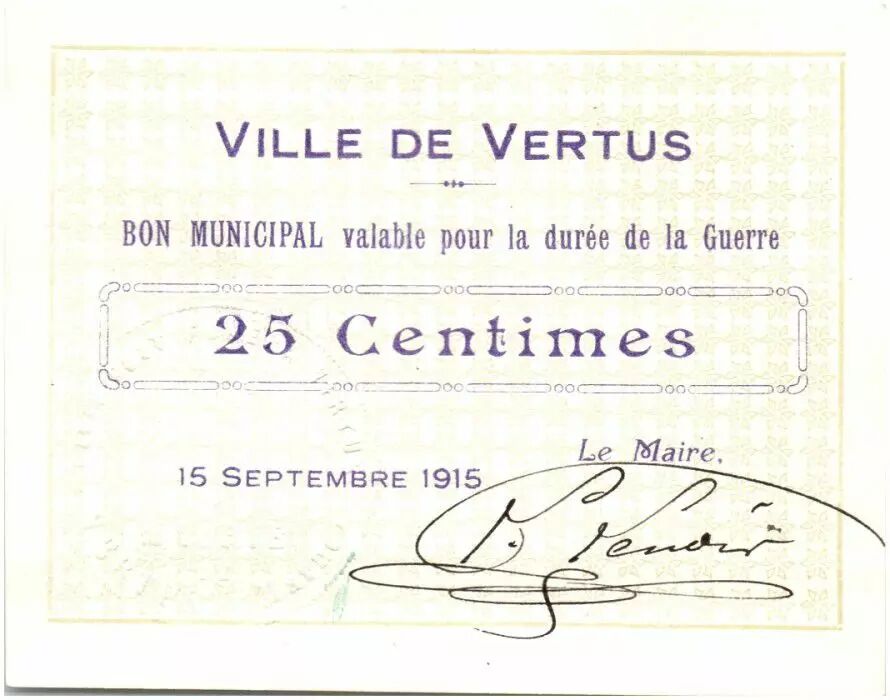 VILLE DE VERTUS
BON MUNICIPAL valable pour la durée de la Guerre
25 Centimes
Le Maire,
15 SEPTEMBRE 1915